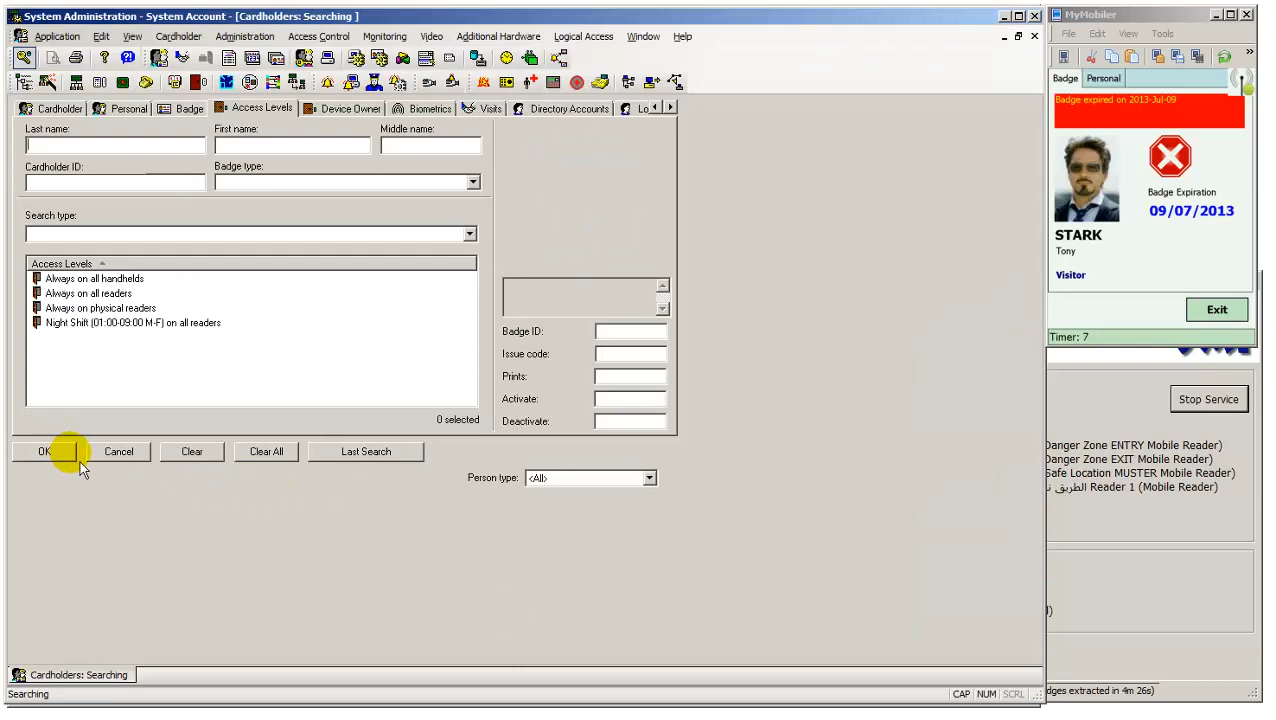 System Administration - System Account - [Cardholders: Searching ]
Application Edit View Cardholder Administration Access Control Monitoring Video Additional Hardware Logical Access Window Help
Cardholder Personal Badge Access Levels Device Owner Biometrics Visits Directory Accounts Lo
Last name: First name: Middle name:
Cardholder ID: Badge type:
Search type:
Access Levels
Always on all handhelds
Always on all readers
Always on physical readers
Night Shift (01:00-09:00 M-F) on all readers
0 selected
Badge ID:
Issue code:
Prints:
Activate:
Deactivate:
OK Cancel Clear Clear All Last Search
Person type: <All>
Cardholders: Searching
Searching
CAP NUM SCRL
MyMobiler
File Edit View Tools
Badge Personal
Badge expired on 2013-Jul-09
Badge Expiration
09/07/2013
STARK
Tony
Visitor
Exit
Timer: 7
Stop Service
Danger Zone ENTRY Mobile Reader)
Danger Zone EXIT Mobile Reader)
Safe Location MUSTER Mobile Reader)
الطريق Reader 1 (Mobile Reader)
dges extracted in 4m 26s)